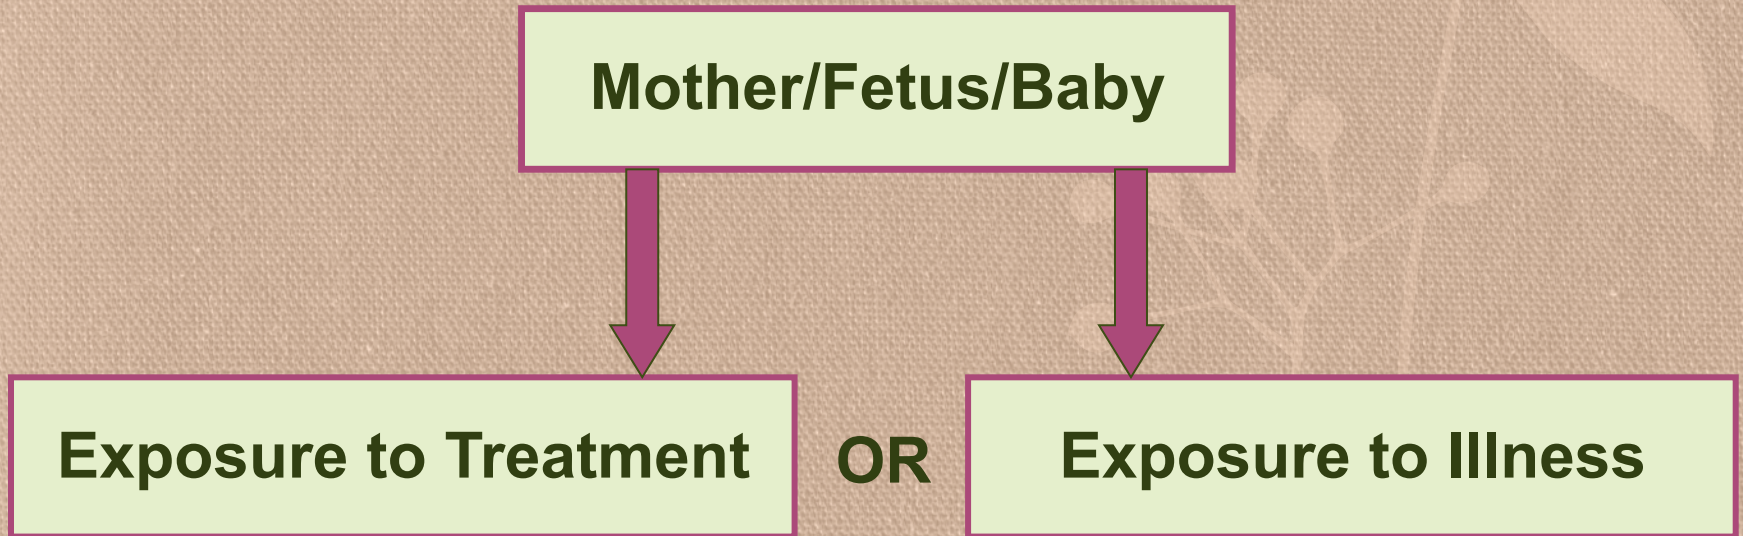 Mother/Fetus/Baby
Exposure to Treatment
OR
Exposure to Illness